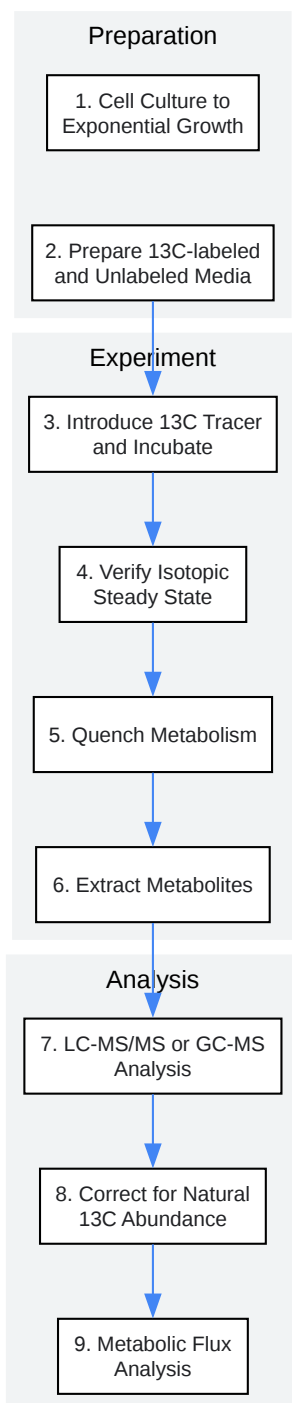 Preparation
1. Cell Culture to
Exponential Growth
2. Prepare 13C-labeled
and Unlabeled Media
Experiment
3. Introduce 13C Tracer
and Incubate
4. Verify Isotopic
Steady State
5. Quench Metabolism
6. Extract Metabolites
Analysis
7. LC-MS/MS or GC-MS
Analysis
8. Correct for Natural
13C Abundance
9. Metabolic Flux
Analysis